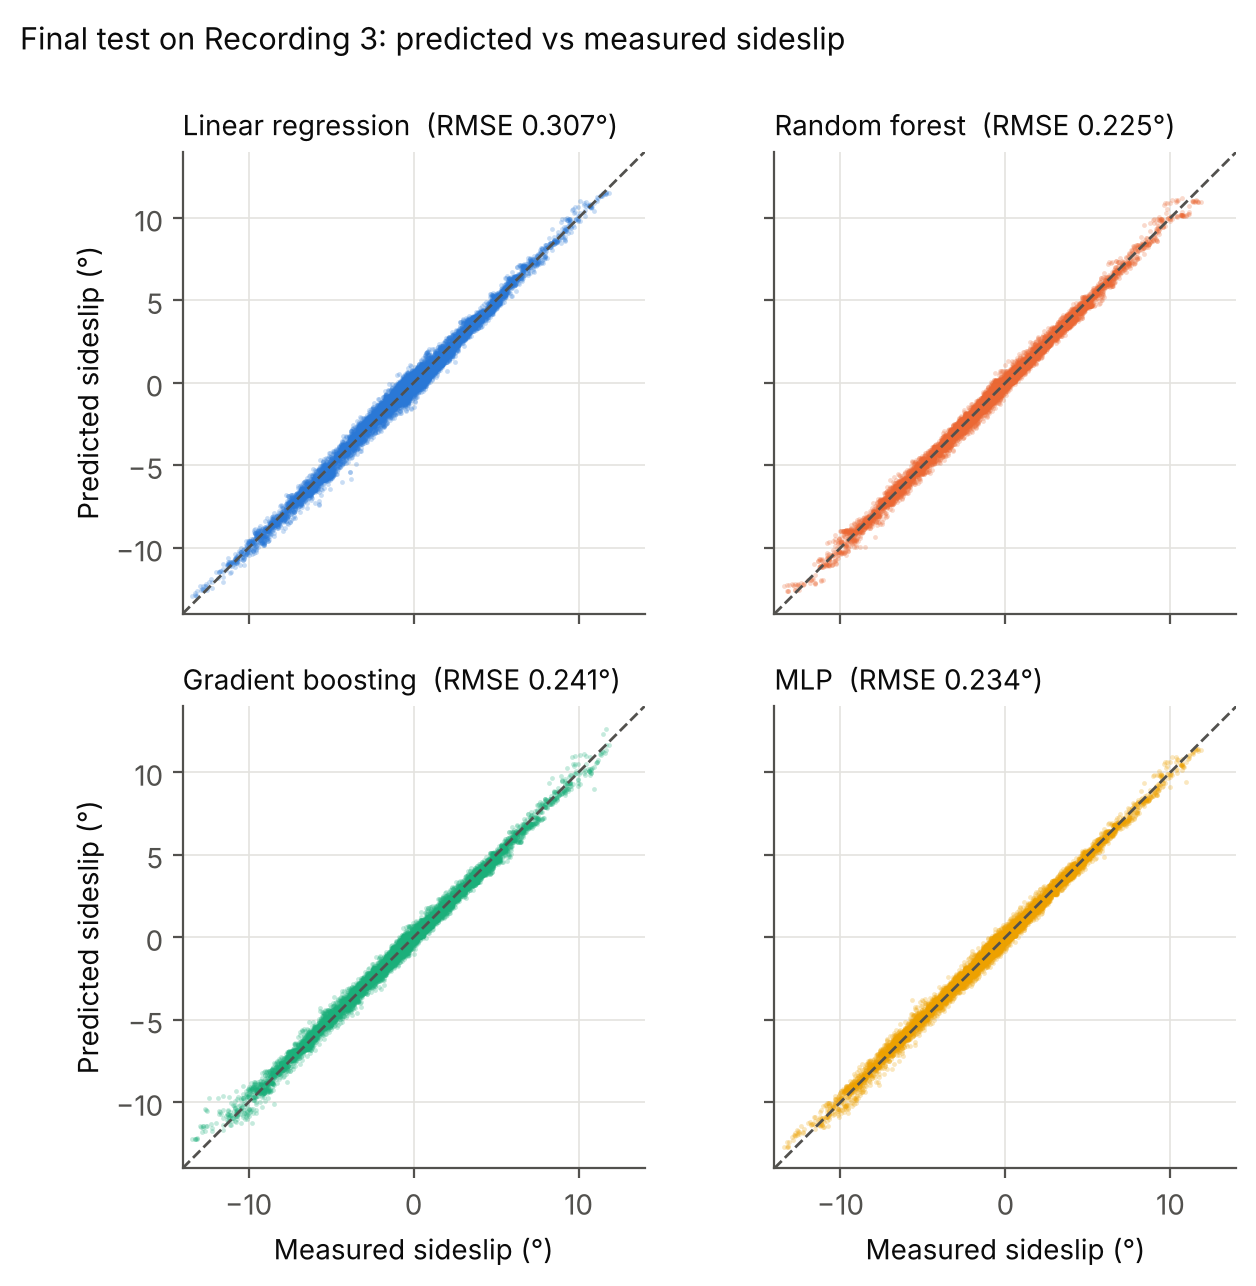 Final test on Recording 3: predicted vs measured sideslip
Linear regression (RMSE 0.307°)
Random forest (RMSE 0.225°)
Predicted sideslip (°)
10
5
0
−5
−10
Gradient boosting (RMSE 0.241°)
MLP (RMSE 0.234°)
Predicted sideslip (°)
10
5
0
−5
−10
−10 0 10
−10 0 10
Measured sideslip (°)
Measured sideslip (°)